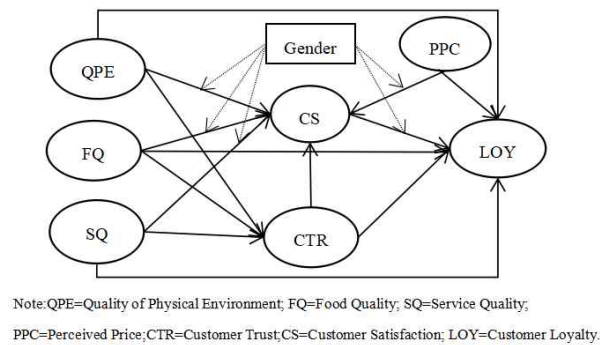 Gender
PPC
QPE
CS
FQ
LOY
SQ
CTR
Note:QPE=Quality of Physical Environment; FQ=Food Quality; SQ=Service Quality;
PPC=Perceived Price;CTR=Customer Trust;CS=Customer Satisfaction; LOY=Customer Loyalty.